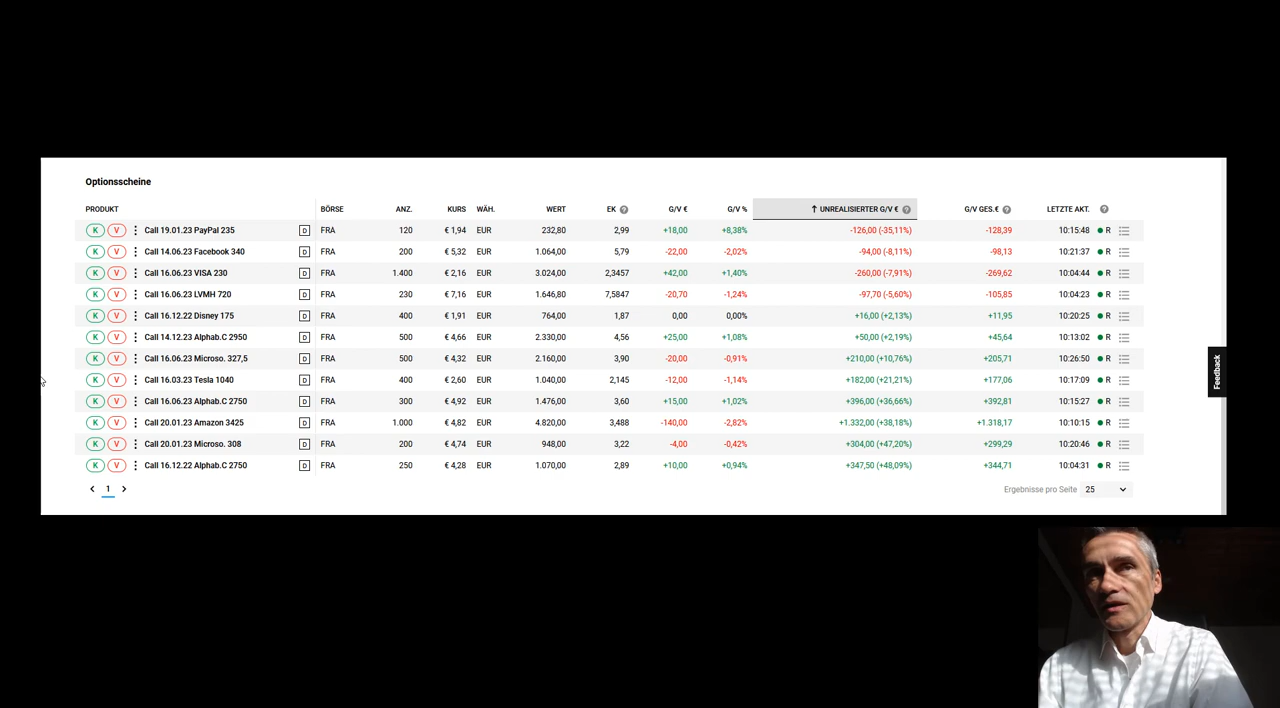 Optionsscheine
PRODUKT BÖRSE ANZ. KURS WÄH. WERT EK ? G/V € G/V % ↑ UNREALISIERTER G/V € ? G/V GES.€ ? LETZTE AKT. ?
K V Call 19.01.23 PayPal 235 D FRA 120 € 1,94 EUR 232,80 2,99 +18,00 +8,38% -126,00 (-35,11%) -128,39 10:15:48 R
K V Call 14.06.23 Facebook 340 D FRA 200 € 5,32 EUR 1.064,00 5,79 -22,00 -2,02% -94,00 (-8,11%) -98,13 10:21:37 R
K V Call 16.06.23 VISA 230 D FRA 1.400 € 2,16 EUR 3.024,00 2,3457 +42,00 +1,40% -260,00 (-7,91%) -269,62 10:04:44 R
K V Call 16.06.23 LVMH 720 D FRA 230 € 7,16 EUR 1.646,80 7,5847 -20,70 -1,24% -97,70 (-5,60%) -105,85 10:04:23 R
K V Call 16.12.22 Disney 175 D FRA 400 € 1,91 EUR 764,00 1,87 0,00 0,00% +16,00 (+2,13%) +11,95 10:20:25 R
K V Call 14.12.23 Alphab.C 2950 D FRA 500 € 4,66 EUR 2.330,00 4,56 +25,00 +1,08% +50,00 (+2,19%) +45,64 10:13:02 R
K V Call 16.06.23 Microso. 327,5 D FRA 500 € 4,32 EUR 2.160,00 3,90 -20,00 -0,91% +210,00 (+10,76%) +205,71 10:26:50 R
K V Call 16.03.23 Tesla 1040 D FRA 400 € 2,60 EUR 1.040,00 2,145 -12,00 -1,14% +182,00 (+21,21%) +177,06 10:17:09 R
K V Call 16.06.23 Alphab.C 2750 D FRA 300 € 4,92 EUR 1.476,00 3,60 +15,00 +1,02% +396,00 (+36,66%) +392,81 10:15:27 R
K V Call 20.01.23 Amazon 3425 D FRA 1.000 € 4,82 EUR 4.820,00 3,488 -140,00 -2,82% +1.332,00 (+38,18%) +1.318,17 10:10:15 R
K V Call 20.01.23 Microso. 308 D FRA 200 € 4,74 EUR 948,00 3,22 -4,00 -0,42% +304,00 (+47,20%) +299,29 10:20:46 R
K V Call 16.12.22 Alphab.C 2750 D FRA 250 € 4,28 EUR 1.070,00 2,89 +10,00 +0,94% +347,50 (+48,09%) +344,71 10:04:31 R
1 Ergebnisse pro Seite 25
Feedback